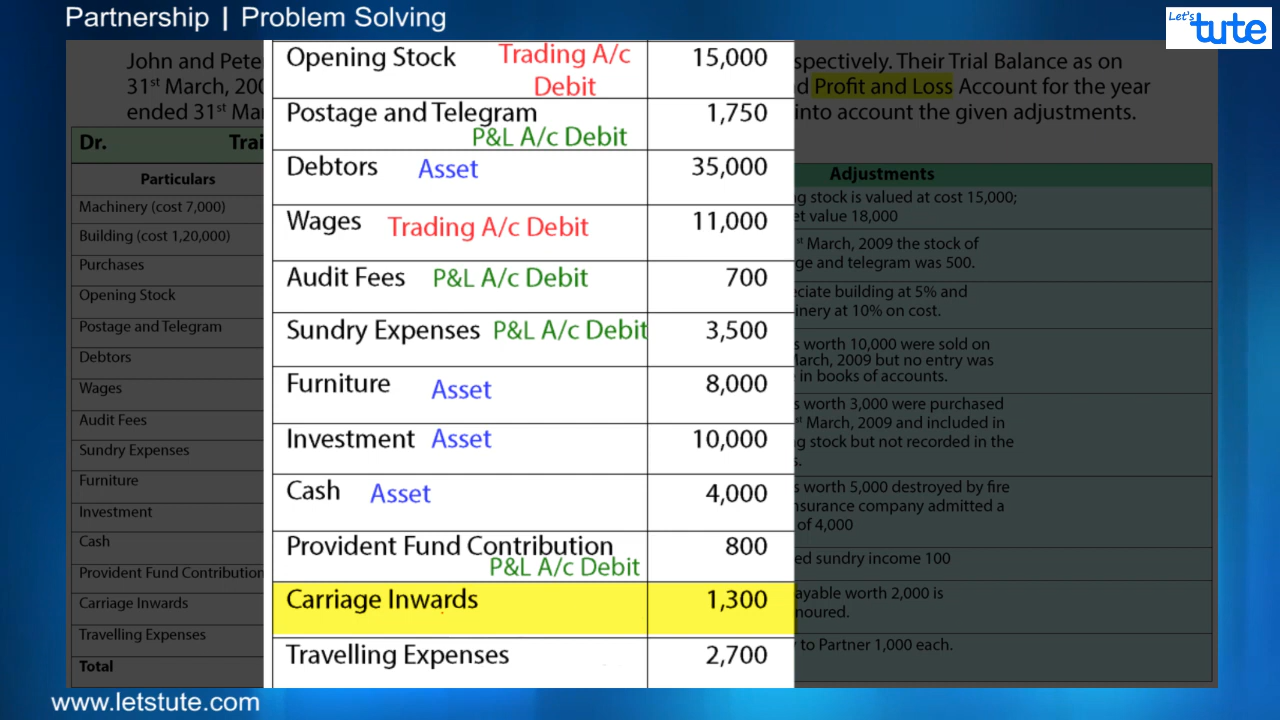 Partnership | Problem Solving
Let's
tute
John and Pete
spectively. Their Trial Balance as on
31st March, 200
d Profit and Loss Account for the year
ended 31st Mar
into account the given adjustments.
Dr.
Trai
Particulars
Machinery (cost 7,000)
Building (cost 1,20,000)
Purchases
Opening Stock
Postage and Telegram
Debtors
Wages
Audit Fees
Sundry Expenses
Furniture
Investment
Cash
Provident Fund Contribution
Carriage Inwards
Travelling Expenses
Total
Opening Stock Trading A/c 15,000
Debit
Postage and Telegram 1,750
P&L A/c Debit
Debtors Asset 35,000
Wages Trading A/c Debit 11,000
Audit Fees P&L A/c Debit 700
Sundry Expenses P&L A/c Debit 3,500
Furniture Asset 8,000
Investment Asset 10,000
Cash Asset 4,000
Provident Fund Contribution 800
P&L A/c Debit
Carriage Inwards 1,300
Travelling Expenses 2,700
Adjustments
g stock is valued at cost 15,000;
et value 18,000
st March, 2009 the stock of
ge and telegram was 500.
eciate building at 5% and
inery at 10% on cost.
s worth 10,000 were sold on
March, 2009 but no entry was
in books of accounts.
s worth 3,000 were purchased
st March, 2009 and included in
g stock but not recorded in the
s.
s worth 5,000 destroyed by fire
nsurance company admitted a
of 4,000
ed sundry income 100
ayable worth 2,000 is
noured.
to Partner 1,000 each.
www.letstute.com